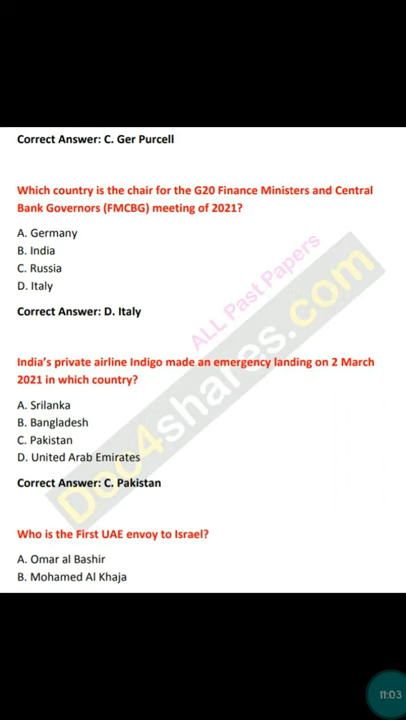 Correct Answer: C. Ger Purcell
Which country is the chair for the G20 Finance Ministers and Central
Bank Governors (FMCBG) meeting of 2021?
A. Germany
B. India
C. Russia
D. Italy
Correct Answer: D. Italy
ALL Past Papers
Doc4shares.com
India's private airline Indigo made an emergency landing on 2 March
2021 in which country?
A. Srilanka
B. Bangladesh
C. Pakistan
D. United Arab Emirates
Correct Answer: C. Pakistan
Who is the First UAE envoy to Israel?
A. Omar al Bashir
B. Mohamed Al Khaja
11:03